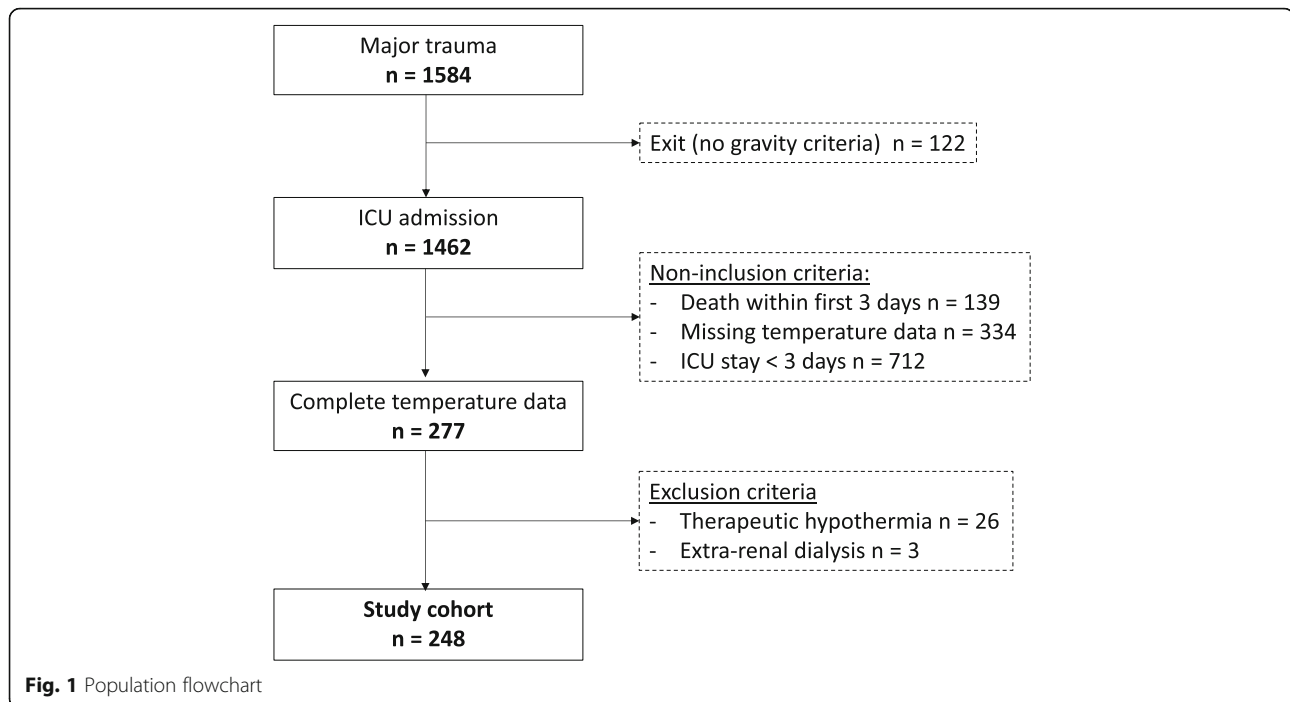 Major trauma
n = 1584
Exit (no gravity criteria) n = 122
ICU admission
n = 1462
Non-inclusion criteria:
- Death within first 3 days n = 139
- Missing temperature data n = 334
- ICU stay < 3 days n = 712
Complete temperature data
n = 277
Exclusion criteria
- Therapeutic hypothermia n = 26
- Extra-renal dialysis n = 3
Study cohort
n = 248
Fig. 1 Population flowchart